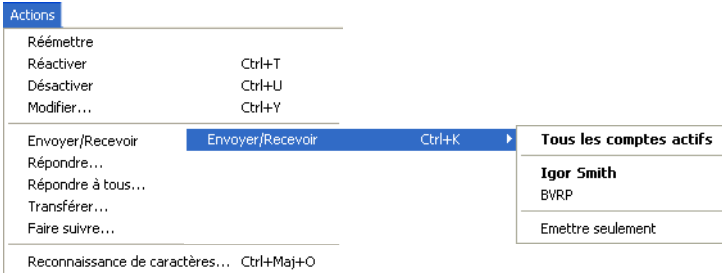 Actions
Réémettre
Réactiver Ctrl+T
Désactiver Ctrl+U
Modifier... Ctrl+Y
Envoyer/Recevoir Envoyer/Recevoir Ctrl+K
Répondre...
Répondre à tous...
Transférer...
Faire suivre...
Reconnaissance de caractères... Ctrl+Maj+O
Tous les comptes actifs
Igor Smith
BVRP
Emettre seulement